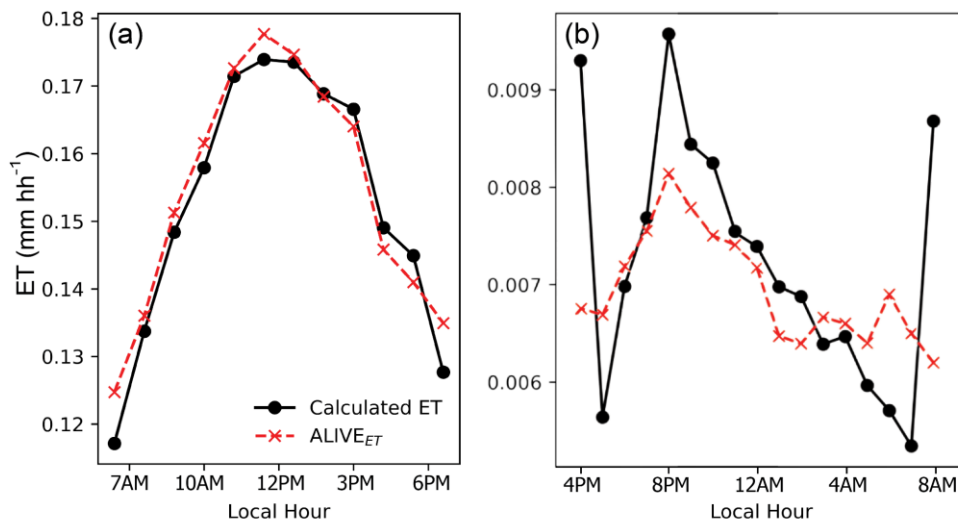 (a)
ET (mm hh⁻¹)
0.18
0.17
0.16
0.15
0.14
0.13
0.12
Calculated ET
ALIVE_ET
7AM 10AM 12PM 3PM 6PM
Local Hour
(b)
0.009
0.008
0.007
0.006
4PM 8PM 12AM 4AM 8AM
Local Hour